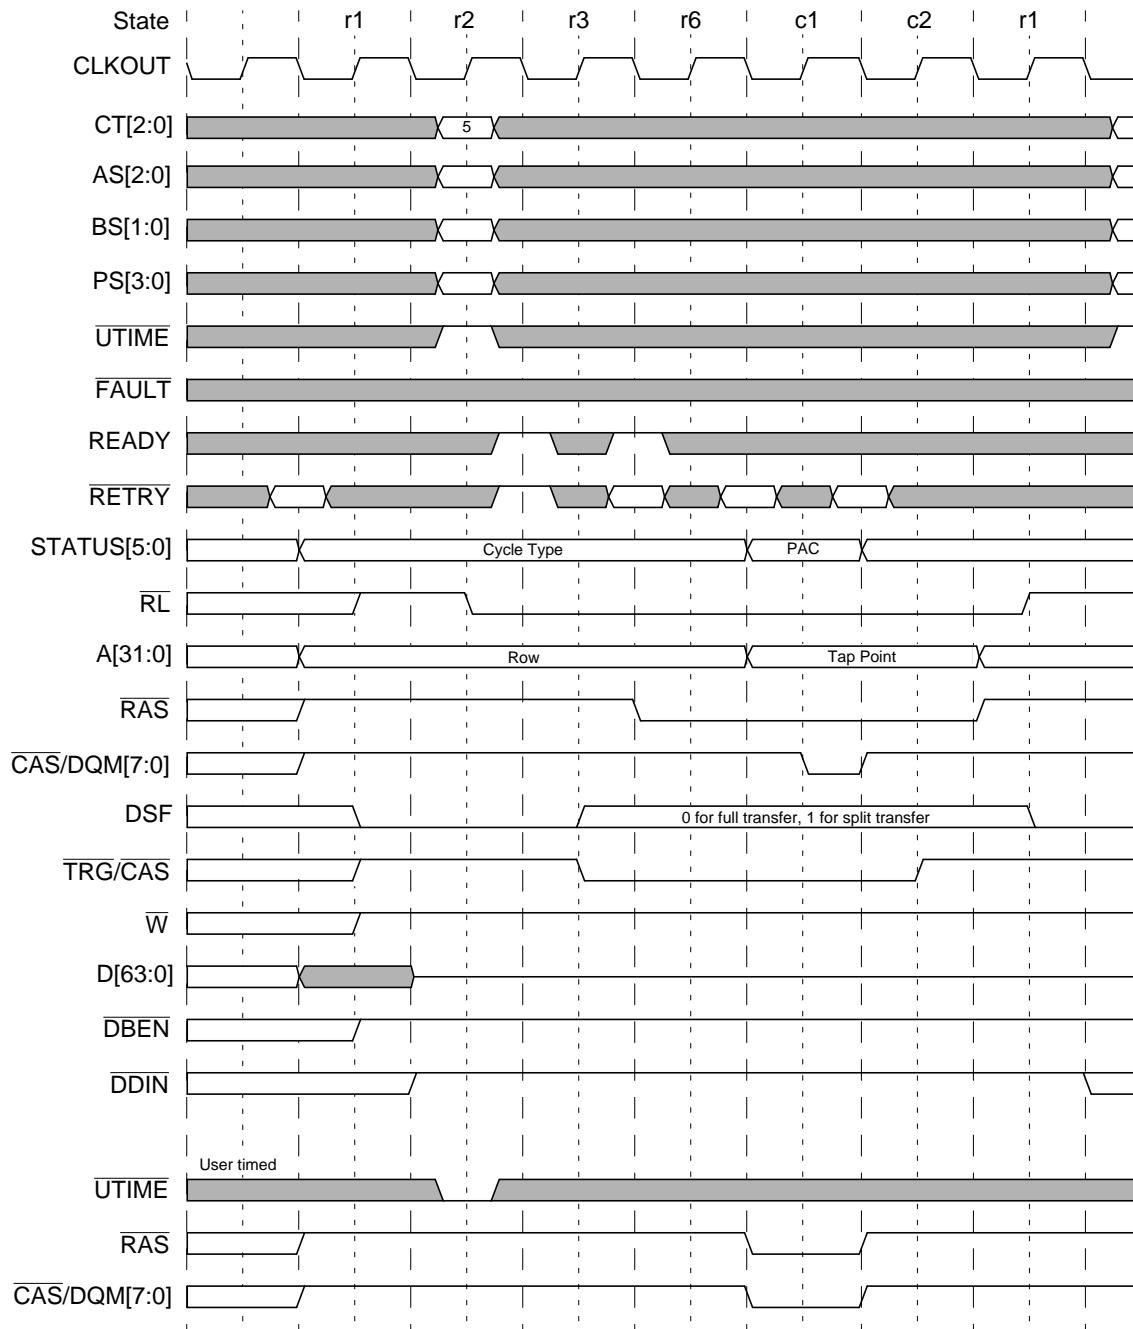 State r1 r2 r3 r6 c1 c2 r1
CLKOUT
CT[2:0] 5
AS[2:0]
BS[1:0]
PS[3:0]
UTIME
FAULT
READY
RETRY
STATUS[5:0] Cycle Type PAC
RL
A[31:0] Row Tap Point
RAS
CAS/DQM[7:0]
DSF 0 for full transfer, 1 for split transfer
TRG/CAS
W
D[63:0]
DBEN
DDIN
User timed
UTIME
RAS
CAS/DQM[7:0]